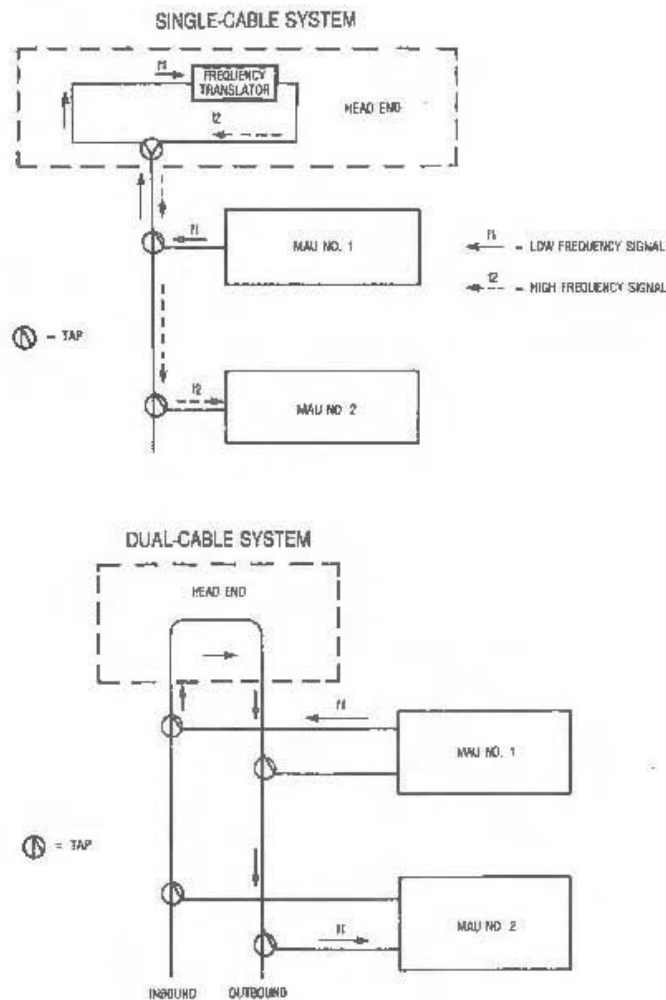 SINGLE-CABLE SYSTEM
f1
FREQUENCY
TRANSLATOR
HEAD END
f2
f1
MAU NO. 1
f1 = LOW FREQUENCY SIGNAL
f2 = HIGH FREQUENCY SIGNAL
= TAP
f2
MAU NO. 2
DUAL-CABLE SYSTEM
HEAD END
f1
MAU NO. 1
= TAP
MAU NO. 2
f1
INBOUND OUTBOUND